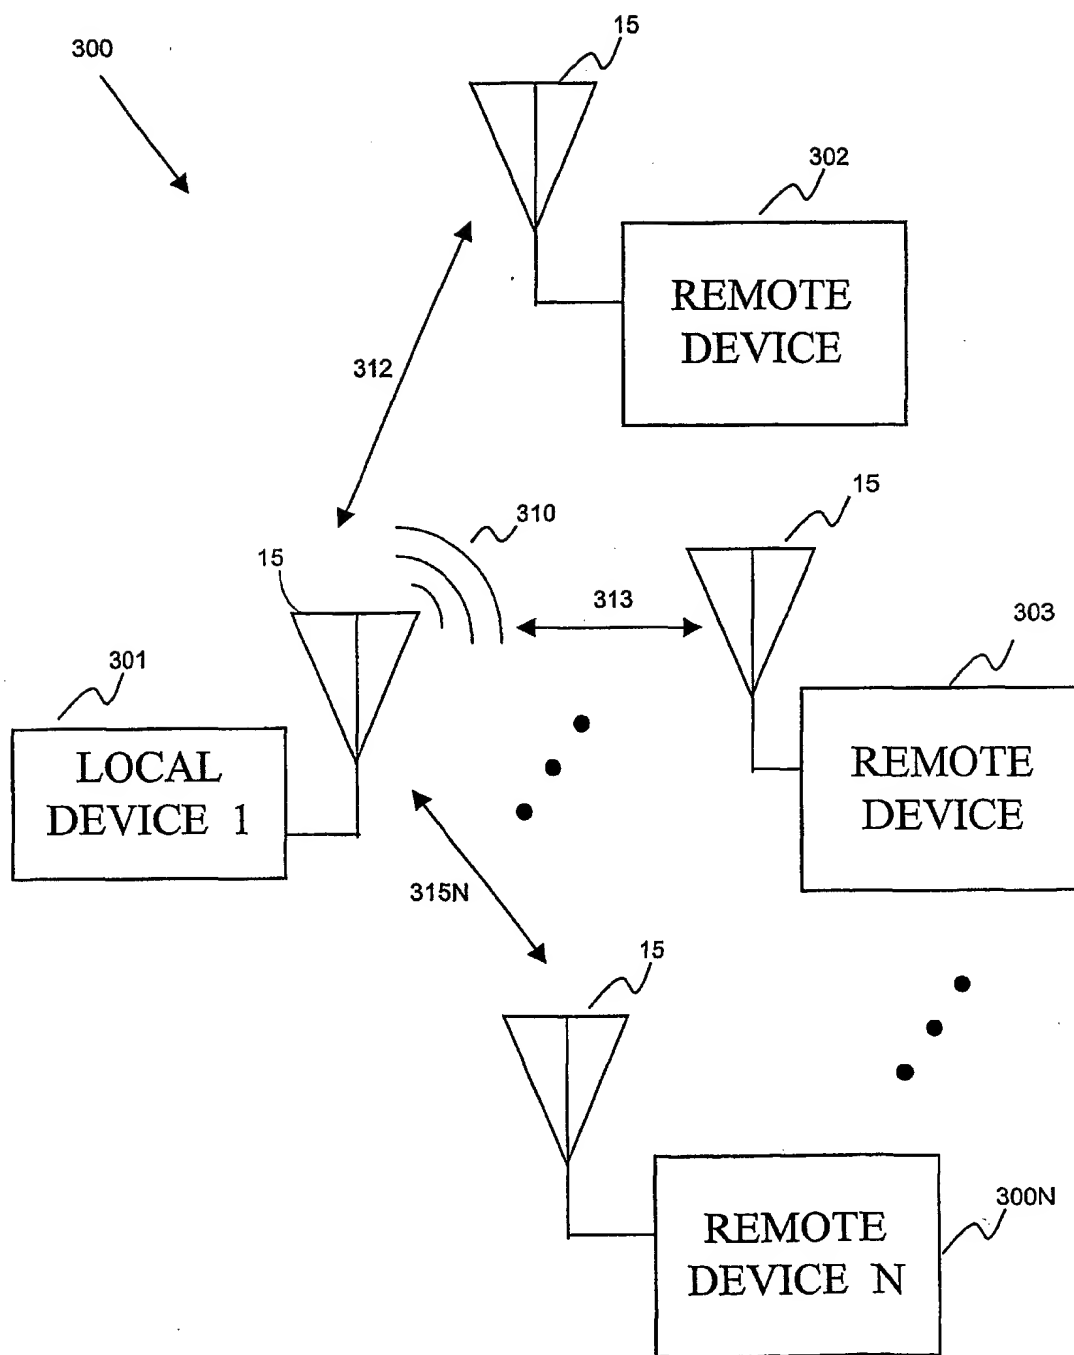 300
15
302
REMOTE
DEVICE
312
310
15
15
313
303
301
LOCAL
DEVICE 1
REMOTE
DEVICE
315N
15
300N
REMOTE
DEVICE N